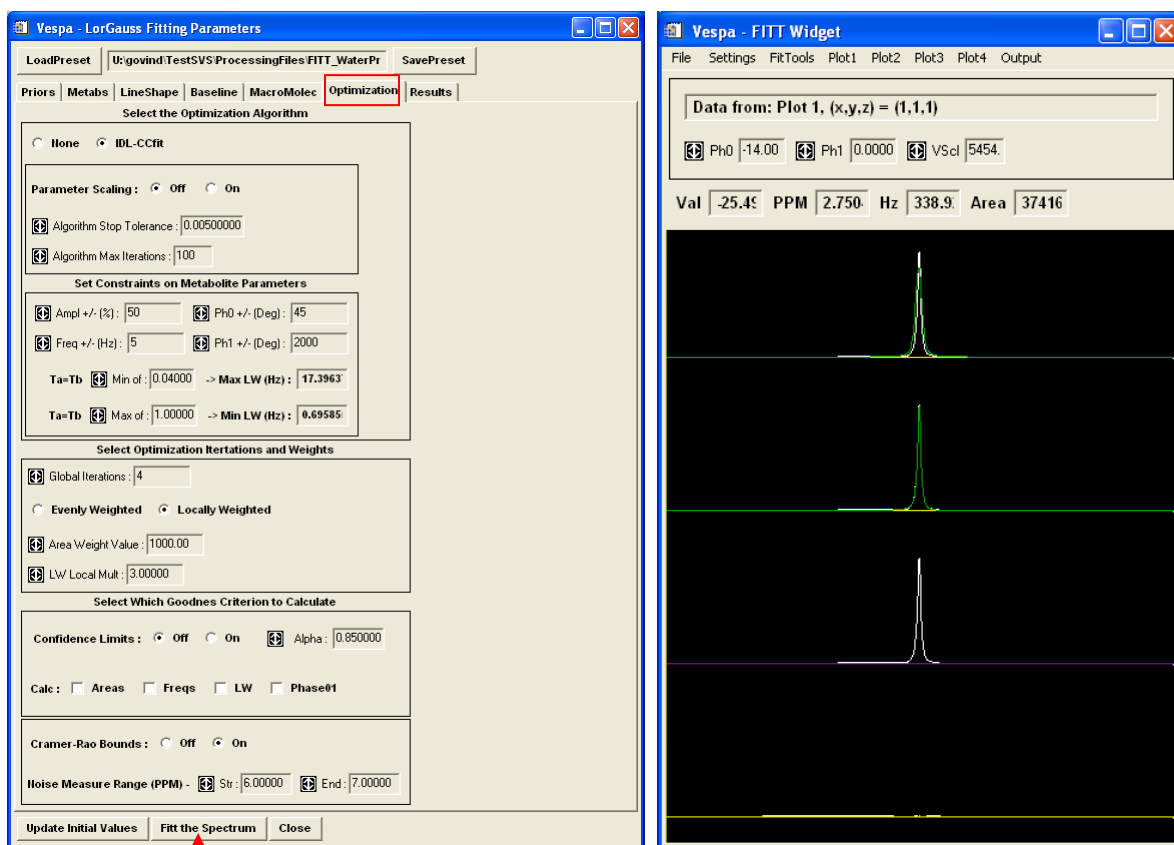 Vespa - LorGauss Fitting Parameters
LoadPreset U:\govind\TestSVS\ProcessingFiles\FITT_WaterPr SavePreset
Priors Metabs LineShape Baseline MacroMolec Optimization Results
Select the Optimization Algorithm
None IDL-CCfit
Parameter Scaling : Off On
Algorithm Stop Tolerance : 0.00500000
Algorithm Max Iterations : 100
Set Constraints on Metabolite Parameters
Ampl +/- (%) : 50 Ph0 +/- (Deg) : 45
Freq +/- (Hz) : 5 Ph1 +/- (Deg) : 2000
Ta=Tb Min of : 0.04000 -> Max LW (Hz) : 17.3963
Ta=Tb Max of : 1.00000 -> Min LW (Hz) : 0.69585
Select Optimization Itertations and Weights
Global Iterations : 4
Evenly Weighted Locally Weighted
Area Weight Value : 1000.00
LW Local Mult : 3.00000
Select Which Goodnes Criterion to Calculate
Confidence Limits : Off On Alpha : 0.850000
Calc : Areas Freqs LW Phase01
Cramer-Rao Bounds : Off On
Noise Measure Range (PPM) - Str : 6.00000 End : 7.00000
Update Initial Values Fitt the Spectrum Close
Vespa - FITT Widget
File Settings FitTools Plot1 Plot2 Plot3 Plot4 Output
Data from: Plot 1, (x,y,z) = (1,1,1)
Ph0 -14.00 Ph1 0.0000 VScl 5454.
Val -25.49 PPM 2.750 Hz 338.9 Area 37416